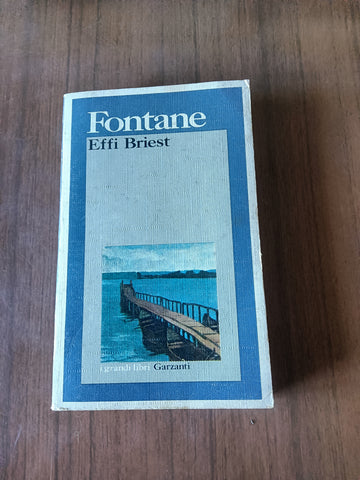 Fontane
Effi Briest
i grandi libri Garzanti